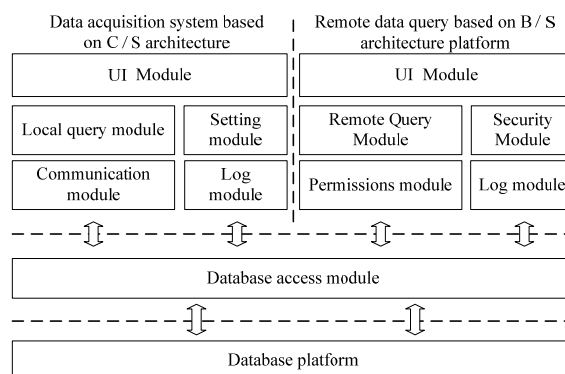 Data acquisition system based
on C / S architecture
Remote data query based on B / S
architecture platform
UI Module
UI Module
Local query module
Setting
module
Remote Query
Module
Security
Module
Communication
module
Log
module
Permissions module
Log module
Database access module
Database platform